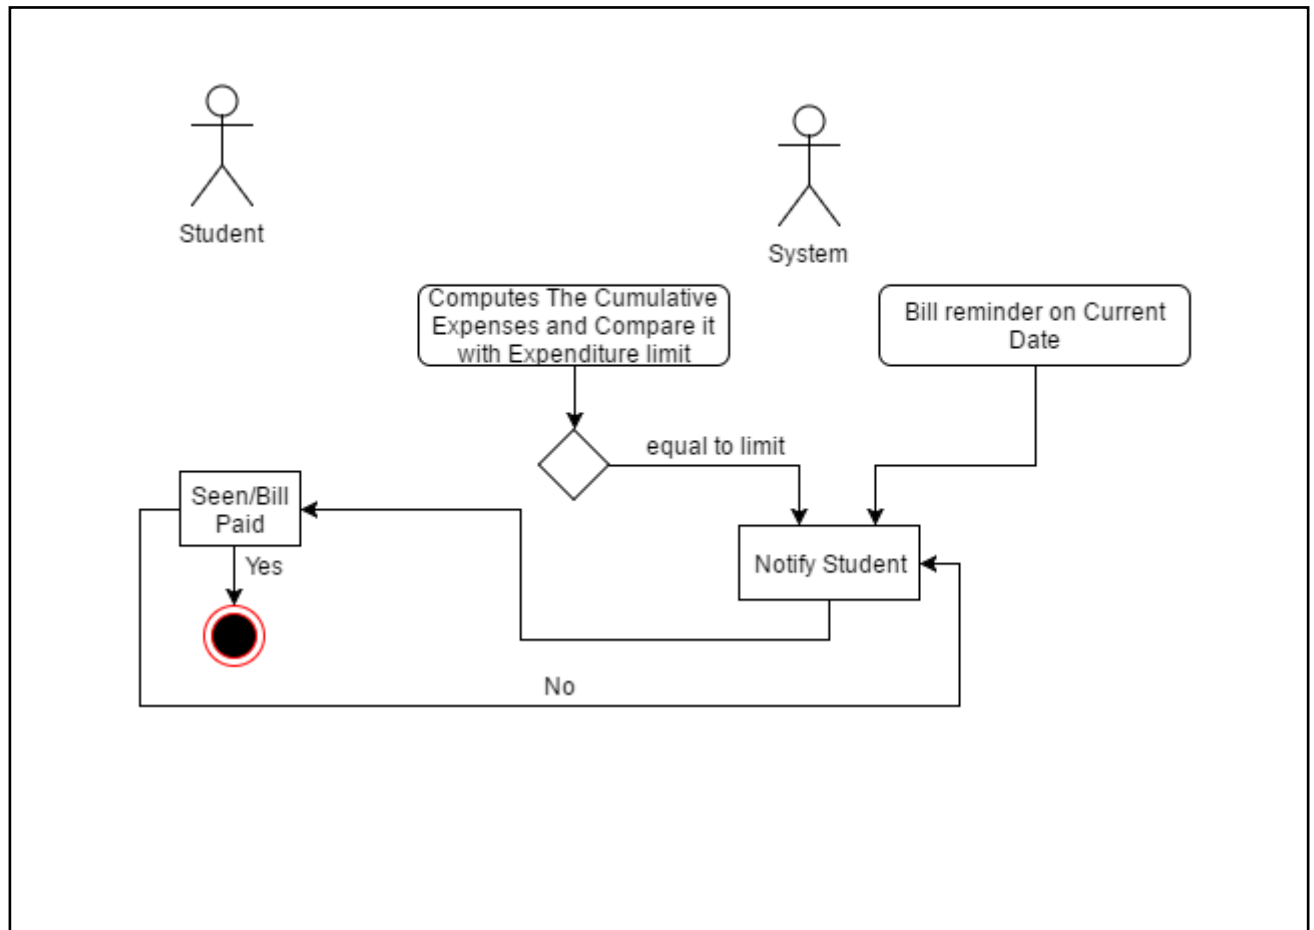 Student
System
Computes The Cumulative
Expenses and Compare it
with Expenditure limit
Bill reminder on Current
Date
equal to limit
Seen/Bill
Paid
Notify Student
Yes
No